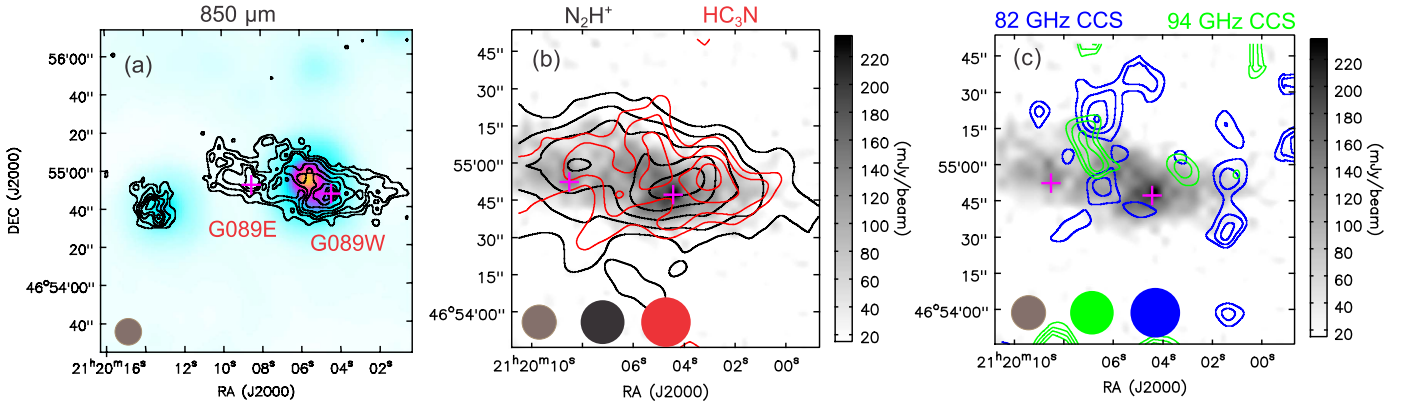 850 µm
(a)
G089E
G089W
56'00"
40"
20"
55'00"
40"
20"
46°54'00"
40"
DEC (J2000)
21ʰ20ᵐ16ˢ 12ˢ 08ˢ 06ˢ 04ˢ 02ˢ
RA (J2000)
N₂H⁺ HC₃N
(b)
45"
30"
15"
55'00"
45"
30"
15"
46°54'00"
21ʰ20ᵐ10ˢ 08ˢ 06ˢ 04ˢ 02ˢ 00ˢ
RA (J2000)
220
200
180
160
140
120
100
80
60
40
20
(mJy/beam)
82 GHz CCS 94 GHz CCS
(c)
45"
30"
15"
55'00"
45"
30"
15"
46°54'00"
21ʰ20ᵐ10ˢ 08ˢ 06ˢ 04ˢ 02ˢ 00ˢ
RA (J2000)
220
200
180
160
140
120
100
80
60
40
20
(mJy/beam)